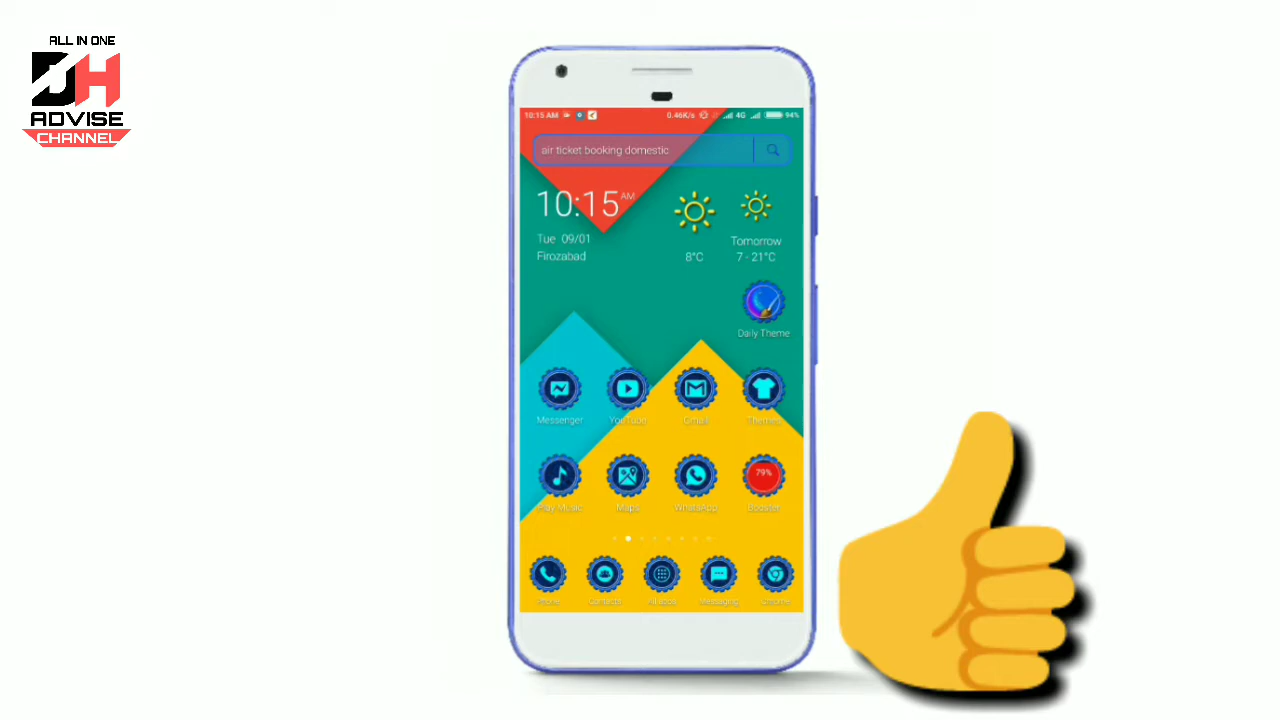 ALL IN ONE
DH
ADVISE
CHANNEL
10:15 AM 0.46K/s 4G 94%
air ticket booking domestic
10:15 AM
Tue 09/01
Firozabad
8°C
Tomorrow
7 - 21°C
Daily Theme
Messenger YouTube Gmail Themes
79%
Play Music Maps WhatsApp Booster
Phone Contacts All apps Messaging Chrome